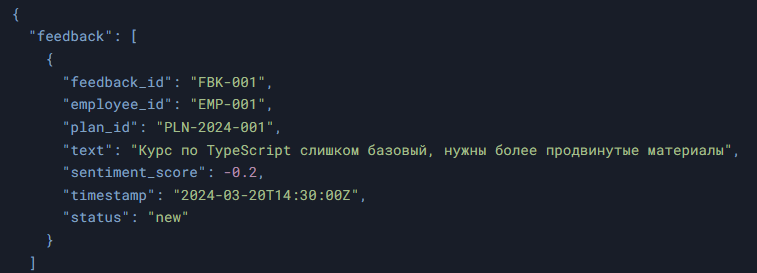 {
"feedback": [
{
"feedback_id": "FBK-001",
"employee_id": "EMP-001",
"plan_id": "PLN-2024-001",
"text": "Курс по TypeScript слишком базовый, нужны более продвинутые материалы",
"sentiment_score": -0.2,
"timestamp": "2024-03-20T14:30:00Z",
"status": "new"
}
]